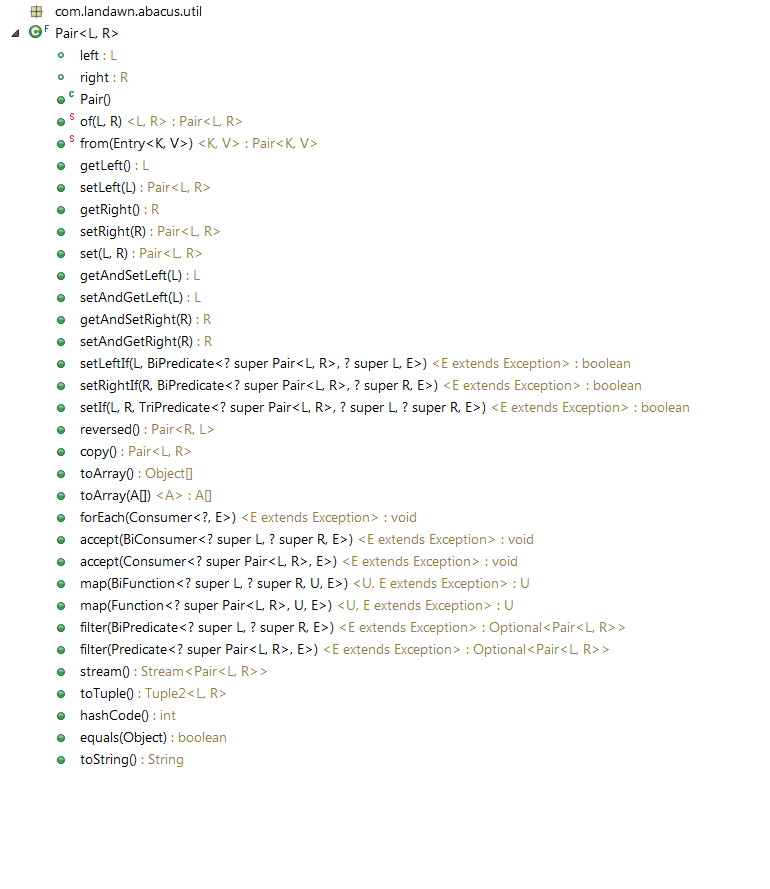 com.landawn.abacus.util
C F Pair<L, R>
left : L
right : R
C Pair()
S of(L, R) <L, R> : Pair<L, R>
S from(Entry<K, V>) <K, V> : Pair<K, V>
getLeft() : L
setLeft(L) : Pair<L, R>
getRight() : R
setRight(R) : Pair<L, R>
set(L, R) : Pair<L, R>
getAndSetLeft(L) : L
setAndGetLeft(L) : L
getAndSetRight(R) : R
setAndGetRight(R) : R
setLeftIf(L, BiPredicate<? super Pair<L, R>, ? super L, E>) <E extends Exception> : boolean
setRightIf(R, BiPredicate<? super Pair<L, R>, ? super R, E>) <E extends Exception> : boolean
setIf(L, R, TriPredicate<? super Pair<L, R>, ? super L, ? super R, E>) <E extends Exception> : boolean
reversed() : Pair<R, L>
copy() : Pair<L, R>
toArray() : Object[]
toArray(A[]) <A> : A[]
forEach(Consumer<?, E>) <E extends Exception> : void
accept(BiConsumer<? super L, ? super R, E>) <E extends Exception> : void
accept(Consumer<? super Pair<L, R>, E>) <E extends Exception> : void
map(BiFunction<? super L, ? super R, U, E>) <U, E extends Exception> : U
map(Function<? super Pair<L, R>, U, E>) <U, E extends Exception> : U
filter(BiPredicate<? super L, ? super R, E>) <E extends Exception> : Optional<Pair<L, R>>
filter(Predicate<? super Pair<L, R>, E>) <E extends Exception> : Optional<Pair<L, R>>
stream() : Stream<Pair<L, R>>
toTuple() : Tuple2<L, R>
hashCode() : int
equals(Object) : boolean
toString() : String